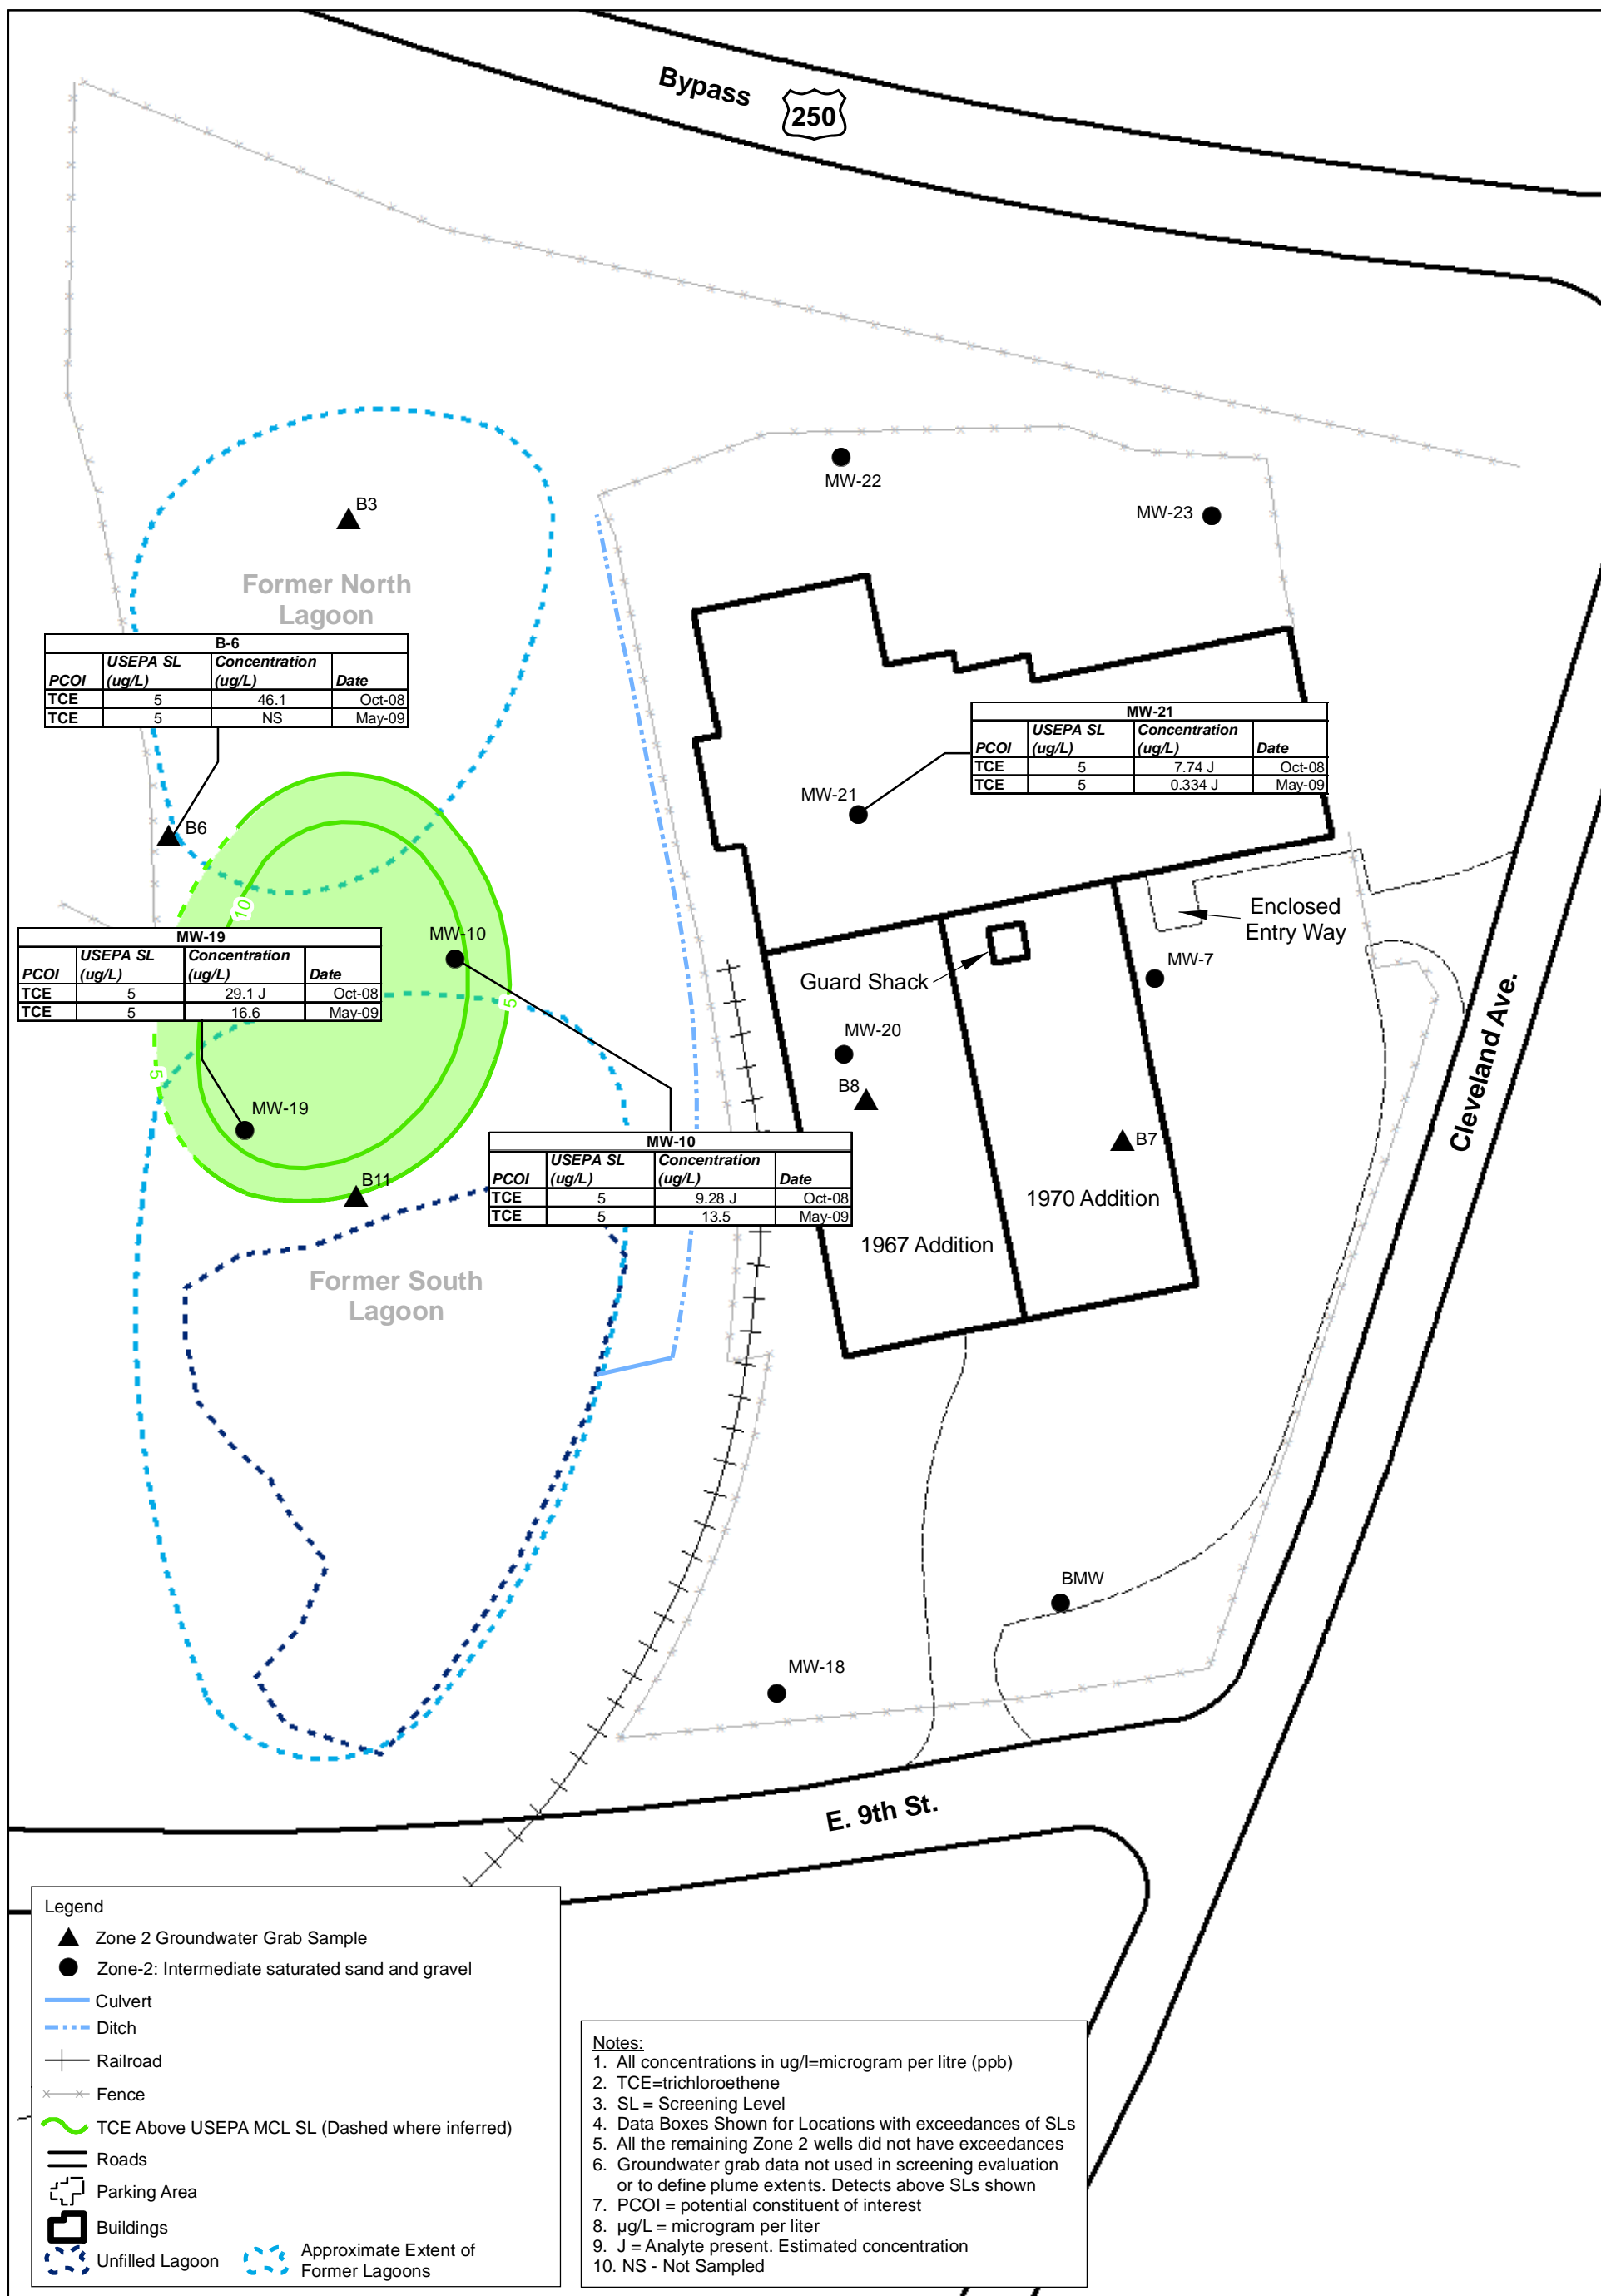 Bypass 250
MW-22
MW-23
B3
Former North
Lagoon
B-6
PCOI USEPA SL (ug/L) Concentration (ug/L) Date
TCE 5 46.1 Oct-08
TCE 5 NS May-09
MW-21
PCOI USEPA SL (ug/L) Concentration (ug/L) Date
TCE 5 7.74 J Oct-08
TCE 5 0.334 J May-09
MW-21
B6
10
MW-19
PCOI USEPA SL (ug/L) Concentration (ug/L) Date
TCE 5 29.1 J Oct-08
TCE 5 16.6 May-09
MW-10
Enclosed
Entry Way
Guard Shack
MW-7
5
MW-20
5
B8
Cleveland Ave.
MW-19
B7
MW-10
PCOI USEPA SL (ug/L) Concentration (ug/L) Date
TCE 5 9.28 J Oct-08
TCE 5 13.5 May-09
B11
1970 Addition
1967 Addition
Former South
Lagoon
BMW
MW-18
E. 9th St.
Legend
Zone 2 Groundwater Grab Sample
Zone-2: Intermediate saturated sand and gravel
Culvert
Ditch
Railroad
Fence
TCE Above USEPA MCL SL (Dashed where inferred)
Roads
Parking Area
Buildings
Unfilled Lagoon
Approximate Extent of
Former Lagoons
Notes:
1. All concentrations in ug/l=microgram per litre (ppb)
2. TCE=trichloroethene
3. SL = Screening Level
4. Data Boxes Shown for Locations with exceedances of SLs
5. All the remaining Zone 2 wells did not have exceedances
6. Groundwater grab data not used in screening evaluation
or to define plume extents. Detects above SLs shown
7. PCOI = potential constituent of interest
8. µg/L = microgram per liter
9. J = Analyte present. Estimated concentration
10. NS - Not Sampled